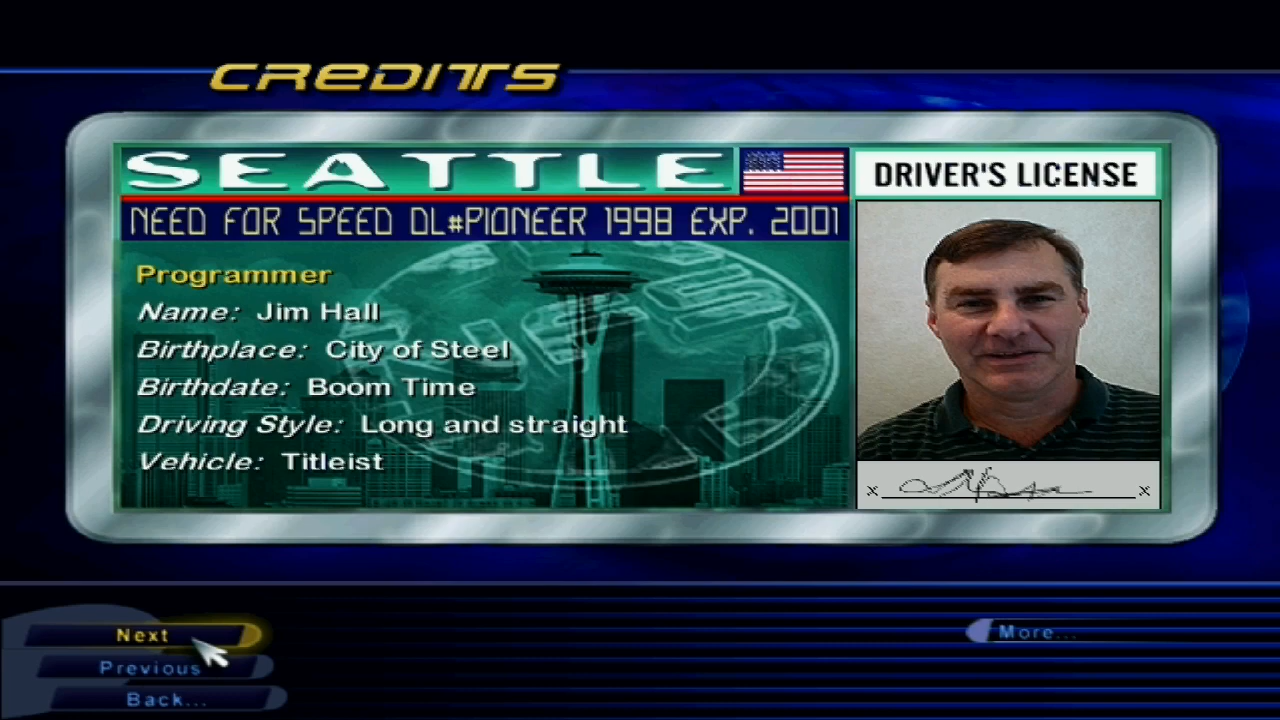 CREDITS
SEATTLE
DRIVER'S LICENSE
NEED FOR SPEED DL#PIONEER 1998 EXP. 2001
Programmer
Name: Jim Hall
Birthplace: City of Steel
Birthdate: Boom Time
Driving Style: Long and straight
Vehicle: Titleist
x x
Next
More...
Previous
Back...